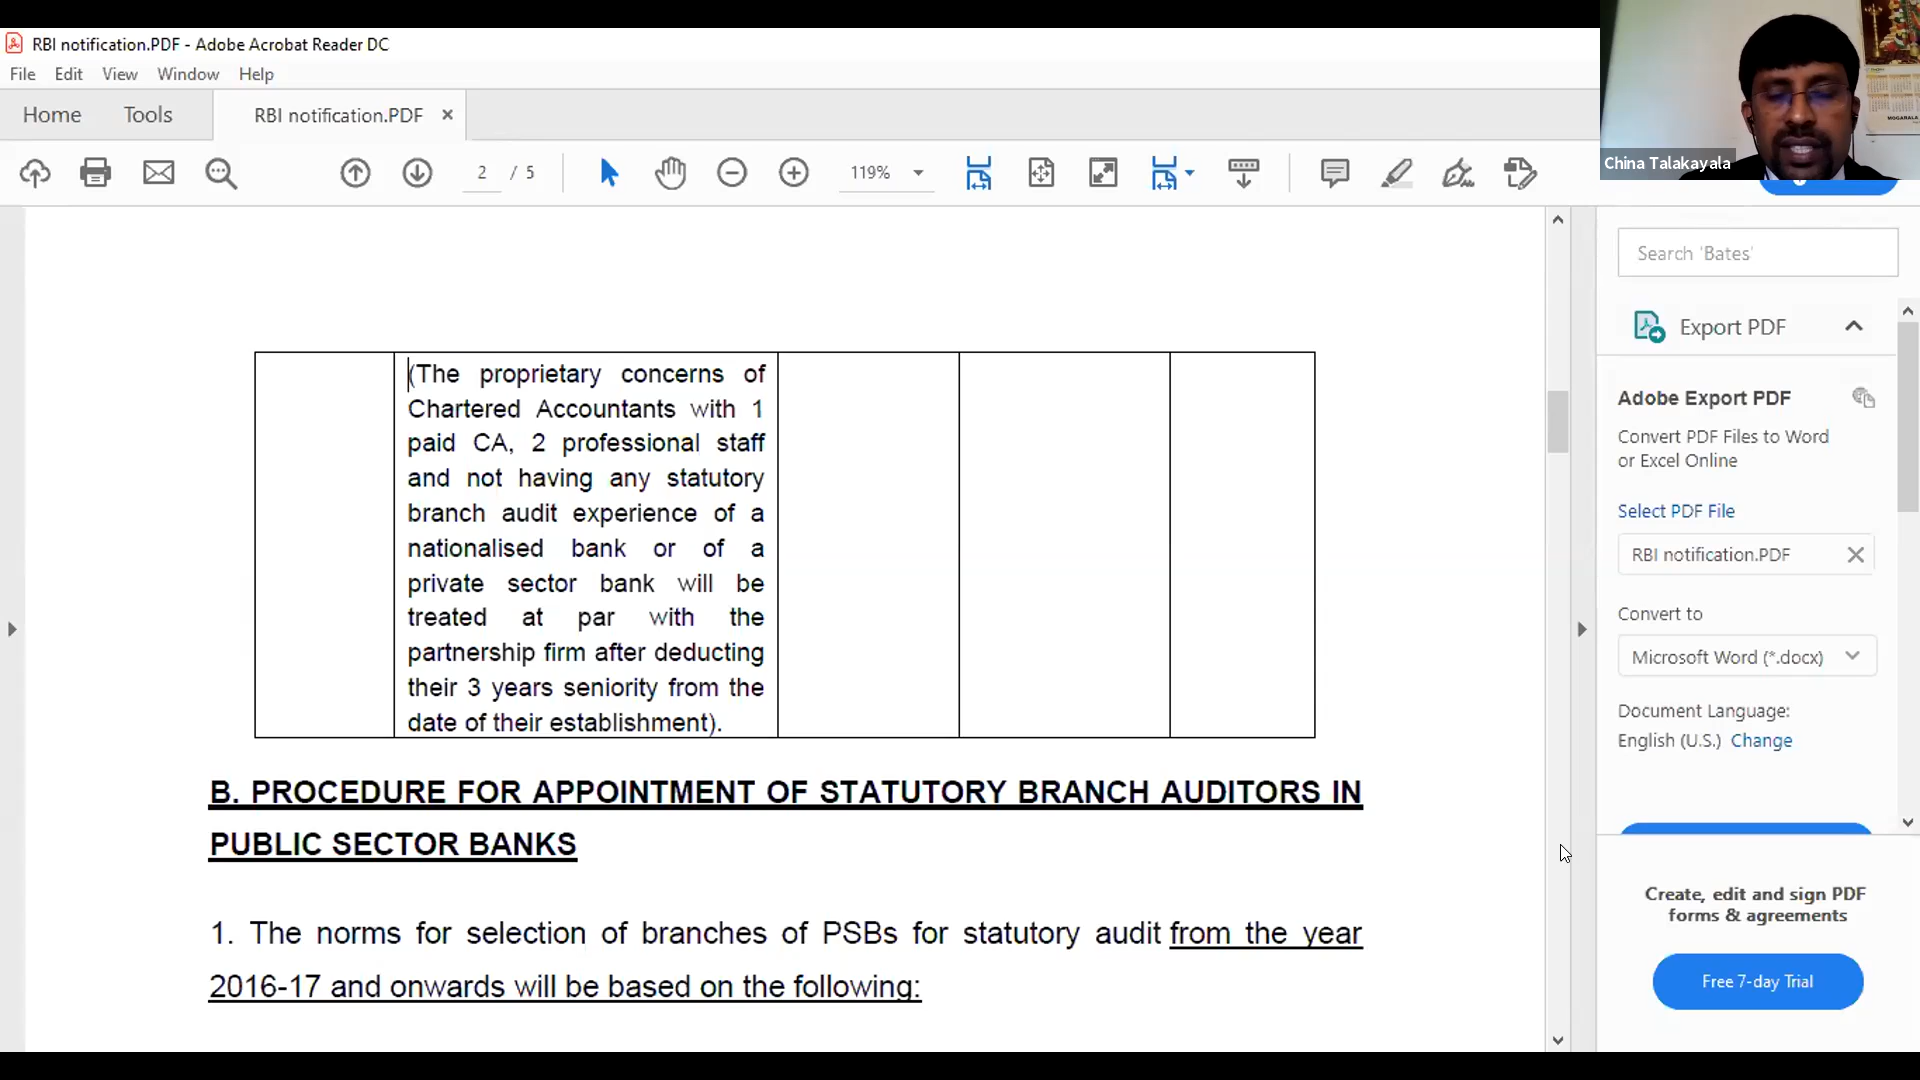 RBI notification.PDF - Adobe Acrobat Reader DC
File Edit View Window Help
Home Tools RBI notification.PDF ×
2 / 5 119%
China Talakayala
MOGARALA
(The proprietary concerns of
Chartered Accountants with 1
paid CA, 2 professional staff
and not having any statutory
branch audit experience of a
nationalised bank or of a
private sector bank will be
treated at par with the
partnership firm after deducting
their 3 years seniority from the
date of their establishment).
B. PROCEDURE FOR APPOINTMENT OF STATUTORY BRANCH AUDITORS IN
PUBLIC SECTOR BANKS
1. The norms for selection of branches of PSBs for statutory audit from the year
2016-17 and onwards will be based on the following:
Search 'Bates'
Export PDF
Adobe Export PDF
Convert PDF Files to Word
or Excel Online
Select PDF File
RBI notification.PDF
Convert to
Microsoft Word (*.docx)
Document Language:
English (U.S.) Change
Create, edit and sign PDF
forms & agreements
Free 7-day Trial